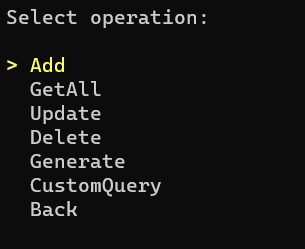 Select operation:
> Add
GetAll
Update
Delete
Generate
CustomQuery
Back